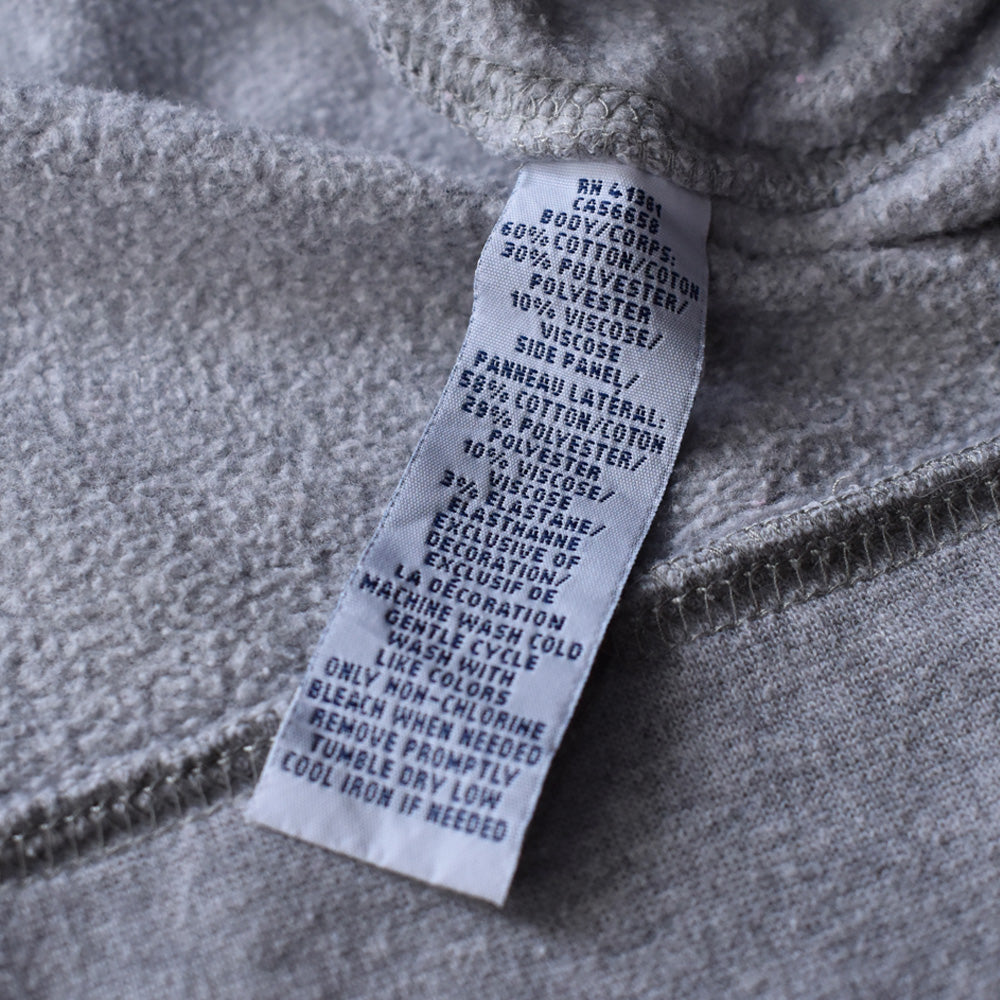 RN 41381
CA56658
BODY/CORPS:
60% COTTON/COTON
30% POLYESTER/
POLYESTER
10% VISCOSE/
VISCOSE
SIDE PANEL/
PANNEAU LATÉRAL:
58% COTTON/COTON
29% POLYESTER/
POLYESTER
10% VISCOSE/
VISCOSE
3% ELASTANE/
ELASTHANNE
EXCLUSIVE OF
DECORATION/
EXCLUSIF DE
LA DÉCORATION
MACHINE WASH COLD
GENTLE CYCLE
WASH WITH
LIKE COLORS
ONLY NON-CHLORINE
BLEACH WHEN NEEDED
REMOVE PROMPTLY
TUMBLE DRY LOW
COOL IRON IF NEEDED